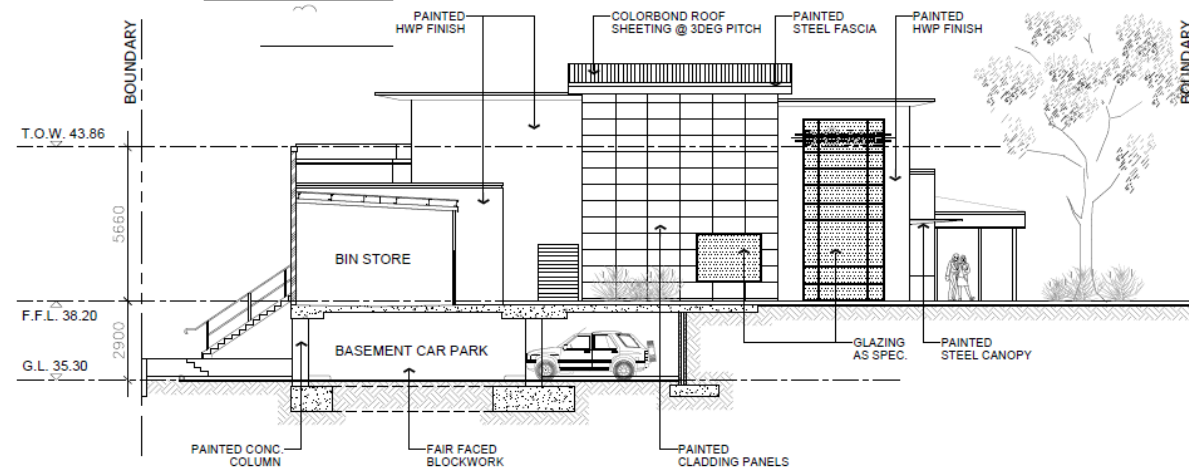 PAINTED
HWP FINISH
COLORBOND ROOF
SHEETING @ 3DEG PITCH
PAINTED
STEEL FASCIA
PAINTED
HWP FINISH
BOUNDARY
BOUNDARY
T.O.W. 43.86
5660
BIN STORE
F.F.L. 38.20
2900
BASEMENT CAR PARK
G.L. 35.30
GLAZING
AS SPEC.
PAINTED
STEEL CANOPY
PAINTED CONC.
COLUMN
FAIR FACED
BLOCKWORK
PAINTED
CLADDING PANELS